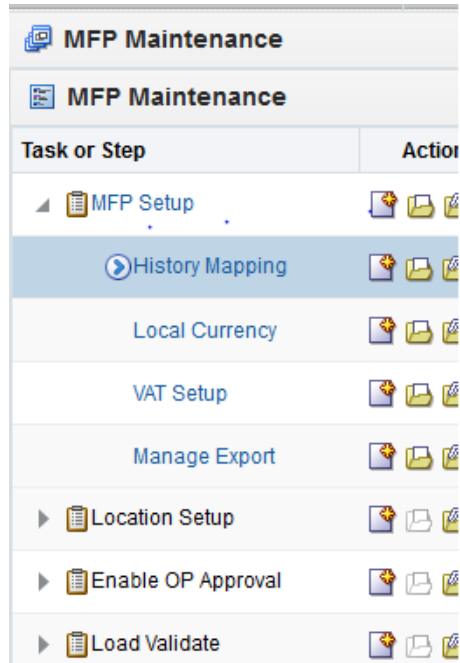 MFP Maintenance
MFP Maintenance
Task or Step Action
MFP Setup
History Mapping
Local Currency
VAT Setup
Manage Export
Location Setup
Enable OP Approval
Load Validate